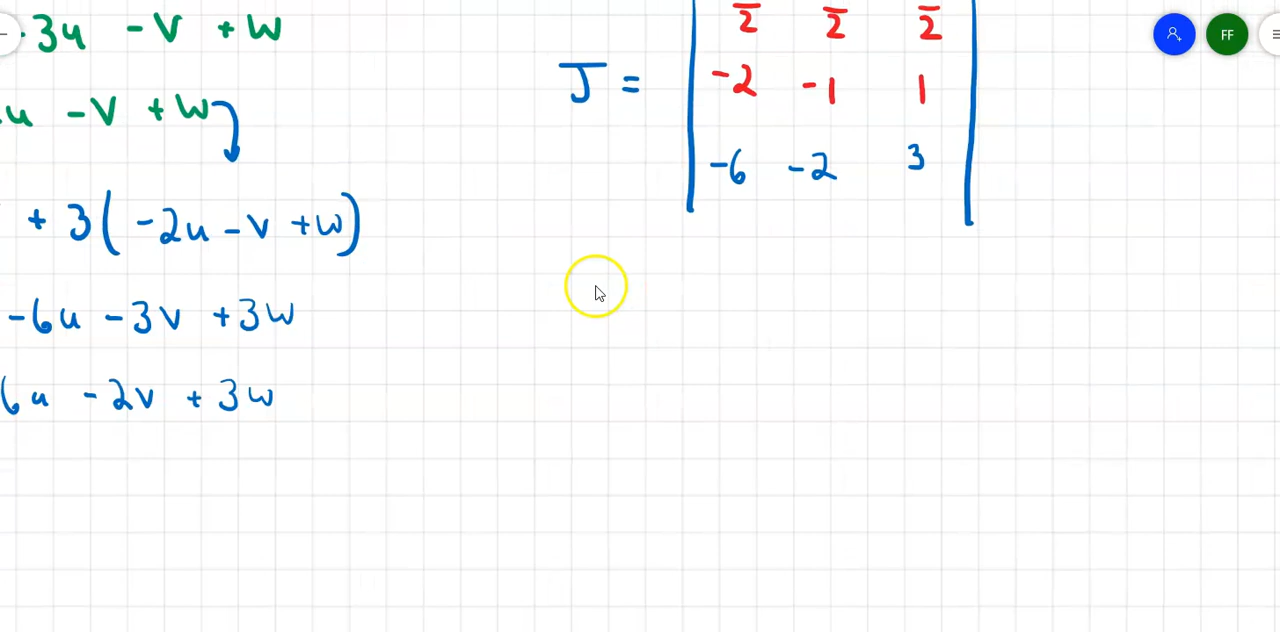 3u - v + w
u - v + w
+ 3(-2u - v + w)
-6u - 3v + 3w
6u - 2v + 3w
2 2 2
J = -2 -1 1
-6 -2 3
FF